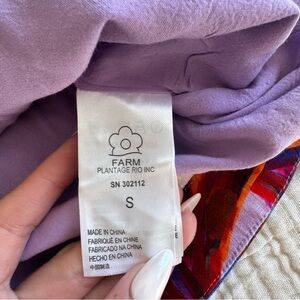 FARM
PLANTAGE RIO INC
SN 302112
S
MADE IN CHINA
FABRIQUÉ EN CHINE
FABRICADO NA CHINA
HECHO EN CHINA
中国制造